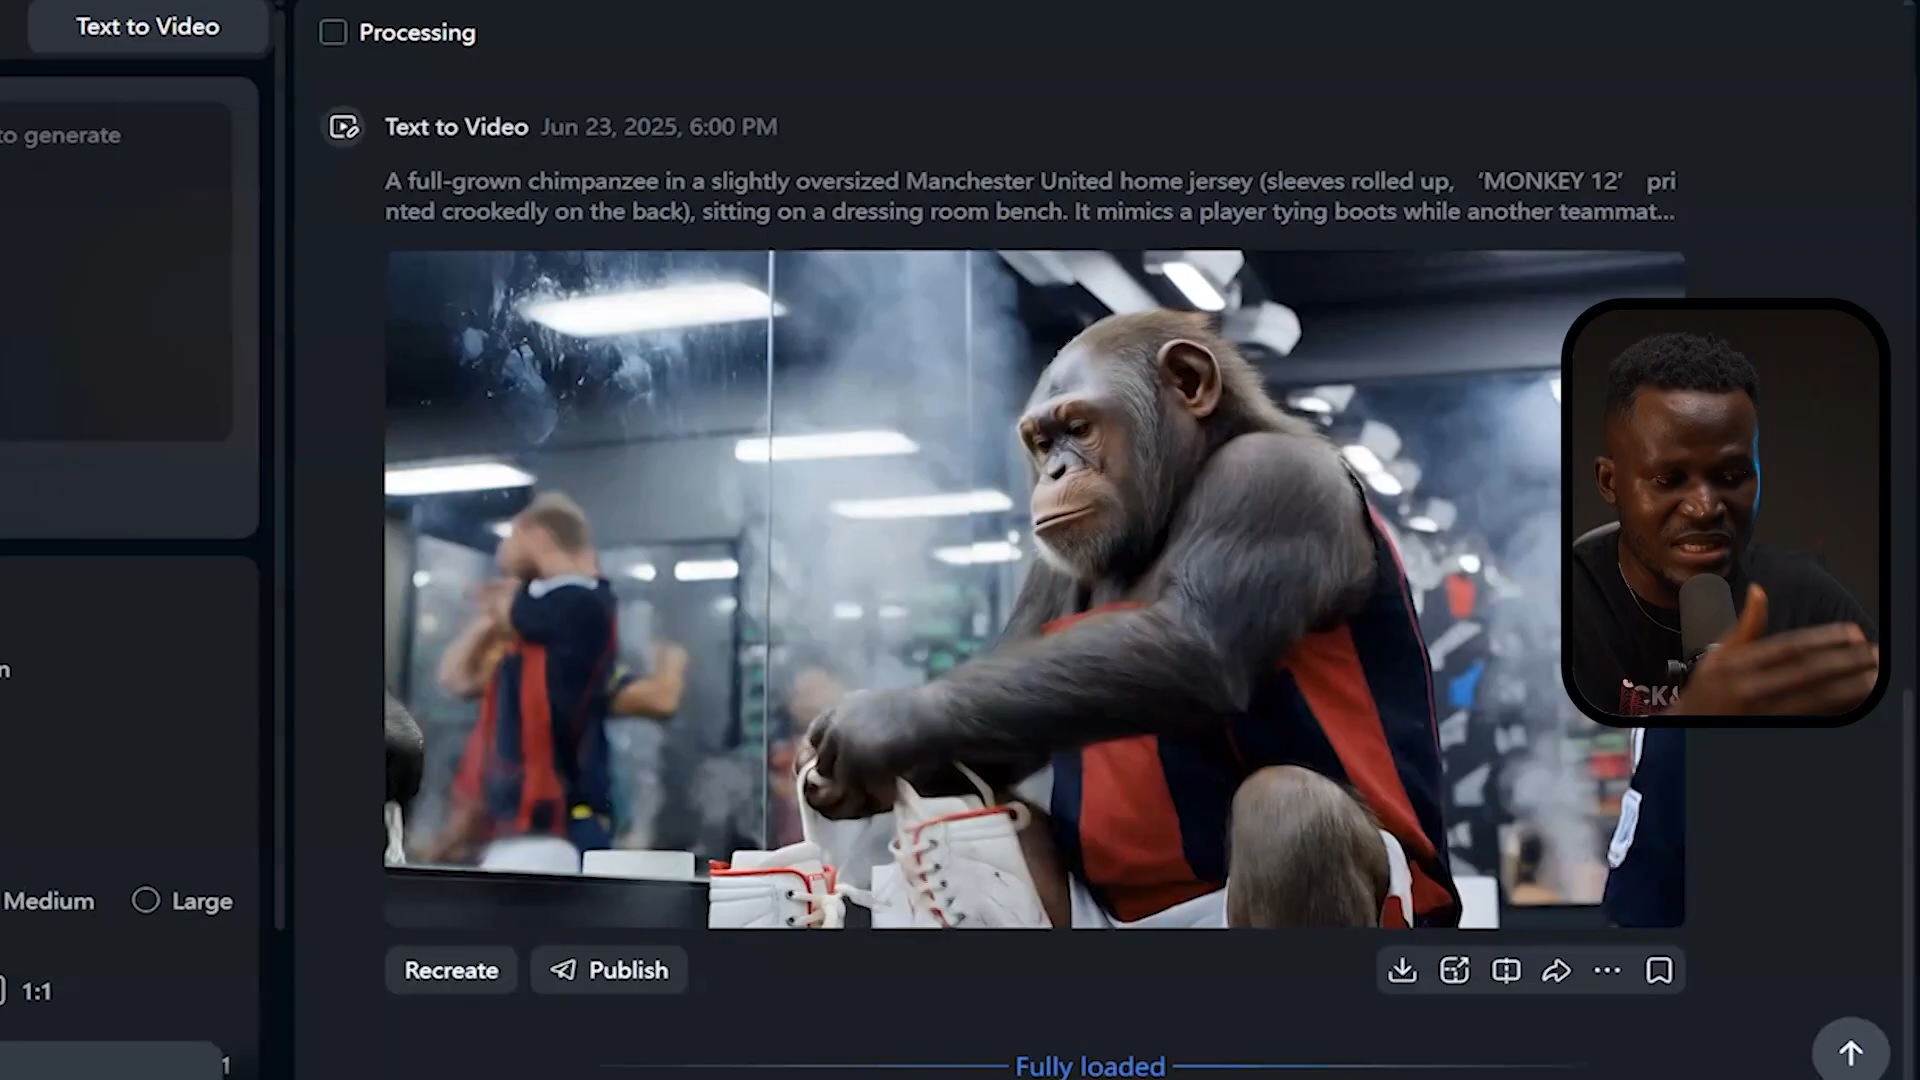 Text to Video
Processing
to generate
Text to Video Jun 23, 2025, 6:00 PM
A full-grown chimpanzee in a slightly oversized Manchester United home jersey (sleeves rolled up, ‘MONKEY 12’ pri
nted crookedly on the back), sitting on a dressing room bench. It mimics a player tying boots while another teammat...
n
Medium
Large
1:1
1
Recreate
Publish
Fully loaded